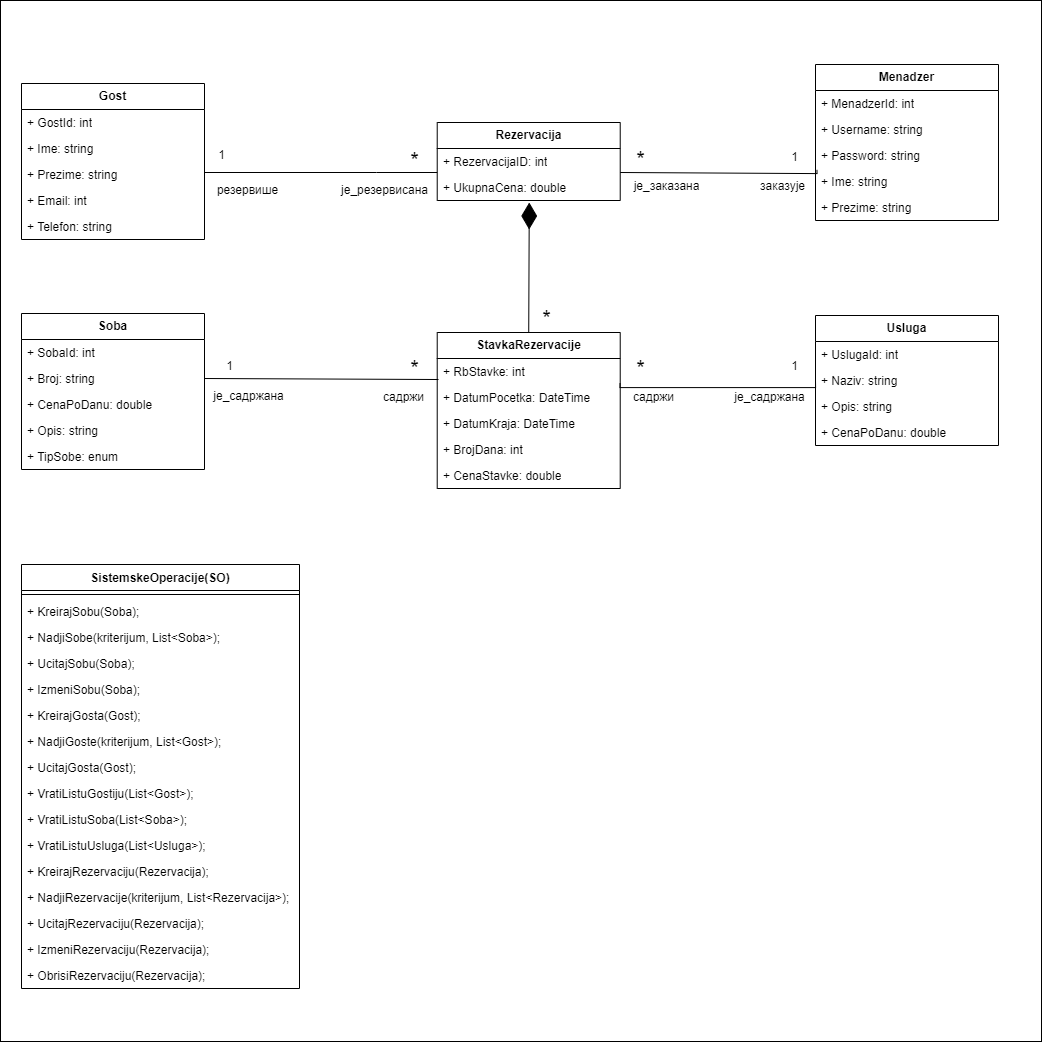 Gost
+ GostId: int
+ Ime: string
+ Prezime: string
+ Email: int
+ Telefon: string
1
*
резервише
је_резервисана
Rezervacija
+ RezervacijaID: int
+ UkupnaCena: double
*
1
је_заказана
заказује
Menadzer
+ MenadzerId: int
+ Username: string
+ Password: string
+ Ime: string
+ Prezime: string
*
Soba
+ SobaId: int
+ Broj: string
+ CenaPoDanu: double
+ Opis: string
+ TipSobe: enum
1
*
је_садржана
садржи
StavkaRezervacije
+ RbStavke: int
+ DatumPocetka: DateTime
+ DatumKraja: DateTime
+ BrojDana: int
+ CenaStavke: double
*
1
садржи
је_садржана
Usluga
+ UslugaId: int
+ Naziv: string
+ Opis: string
+ CenaPoDanu: double
SistemskeOperacije(SO)
+ KreirajSobu(Soba);
+ NadjiSobe(kriterijum, List<Soba>);
+ UcitajSobu(Soba);
+ IzmeniSobu(Soba);
+ KreirajGosta(Gost);
+ NadjiGoste(kriterijum, List<Gost>);
+ UcitajGosta(Gost);
+ VratiListuGostiju(List<Gost>);
+ VratiListuSoba(List<Soba>);
+ VratiListuUsluga(List<Usluga>);
+ KreirajRezervaciju(Rezervacija);
+ NadjiRezervacije(kriterijum, List<Rezervacija>);
+ UcitajRezervaciju(Rezervacija);
+ IzmeniRezervaciju(Rezervacija);
+ ObrisiRezervaciju(Rezervacija);